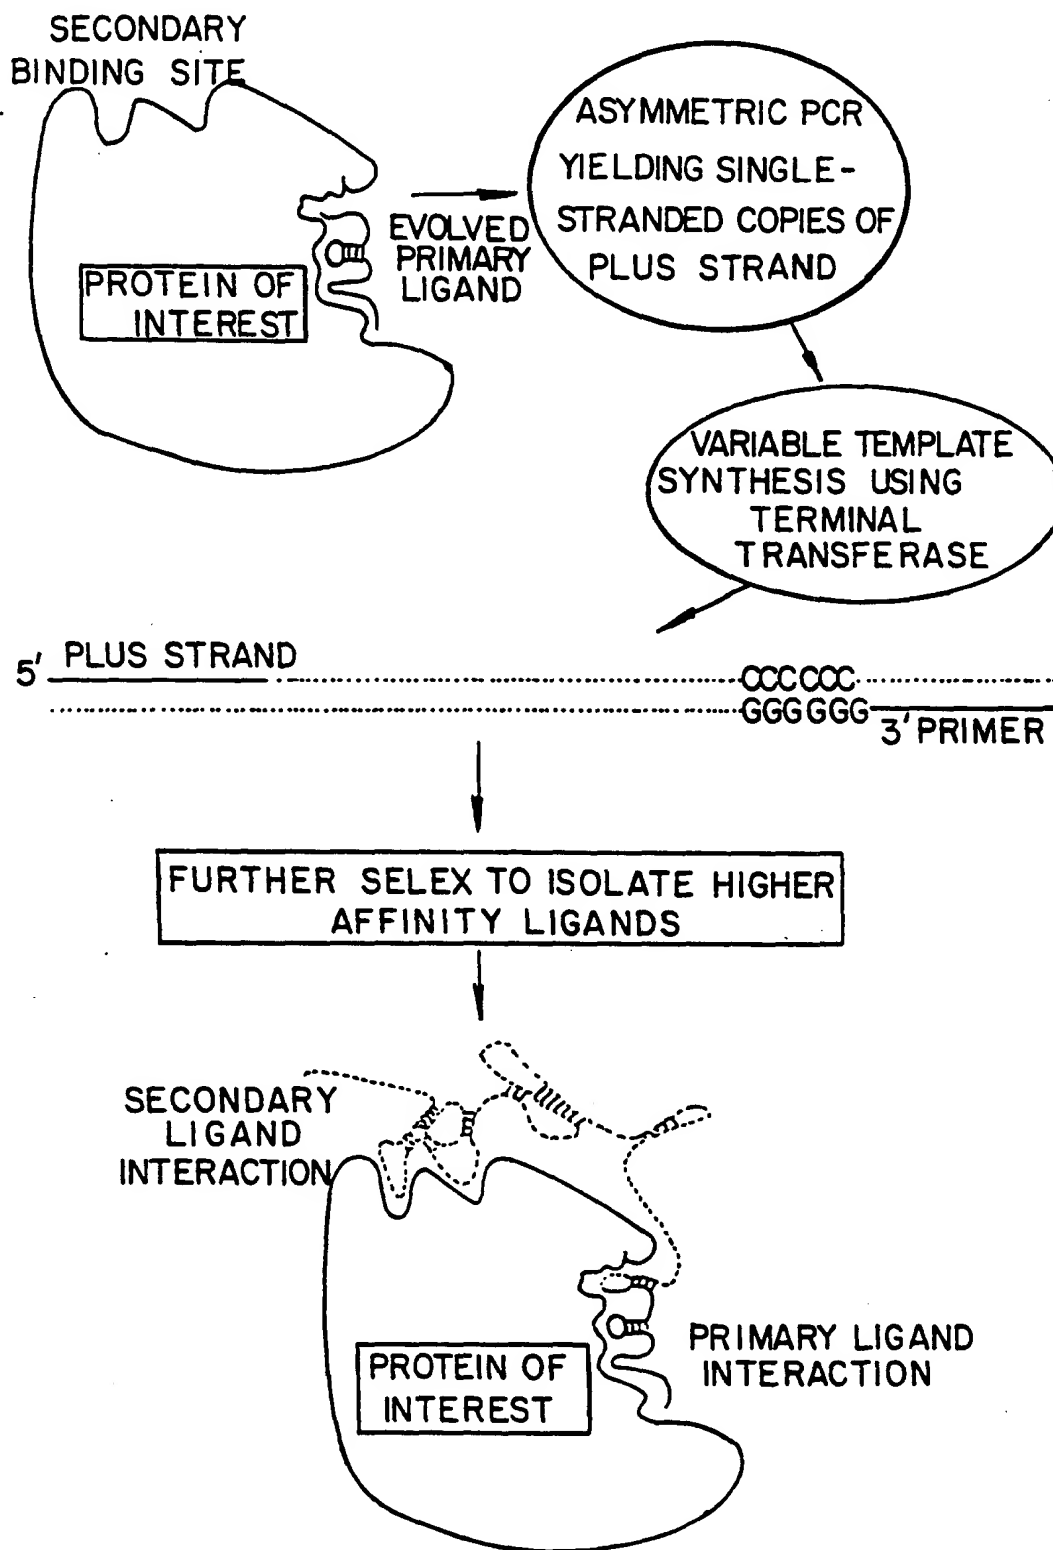 SECONDARY
BINDING SITE
PROTEIN OF
INTEREST
EVOLVED
PRIMARY
LIGAND
ASYMMETRIC PCR
YIELDING SINGLE-
STRANDED COPIES OF
PLUS STRAND
VARIABLE TEMPLATE
SYNTHESIS USING
TERMINAL
TRANSFERASE
5' PLUS STRAND
CCCCCC
GGGGGG
3' PRIMER
FURTHER SELEX TO ISOLATE HIGHER
AFFINITY LIGANDS
SECONDARY
LIGAND
INTERACTION
PROTEIN OF
INTEREST
PRIMARY LIGAND
INTERACTION